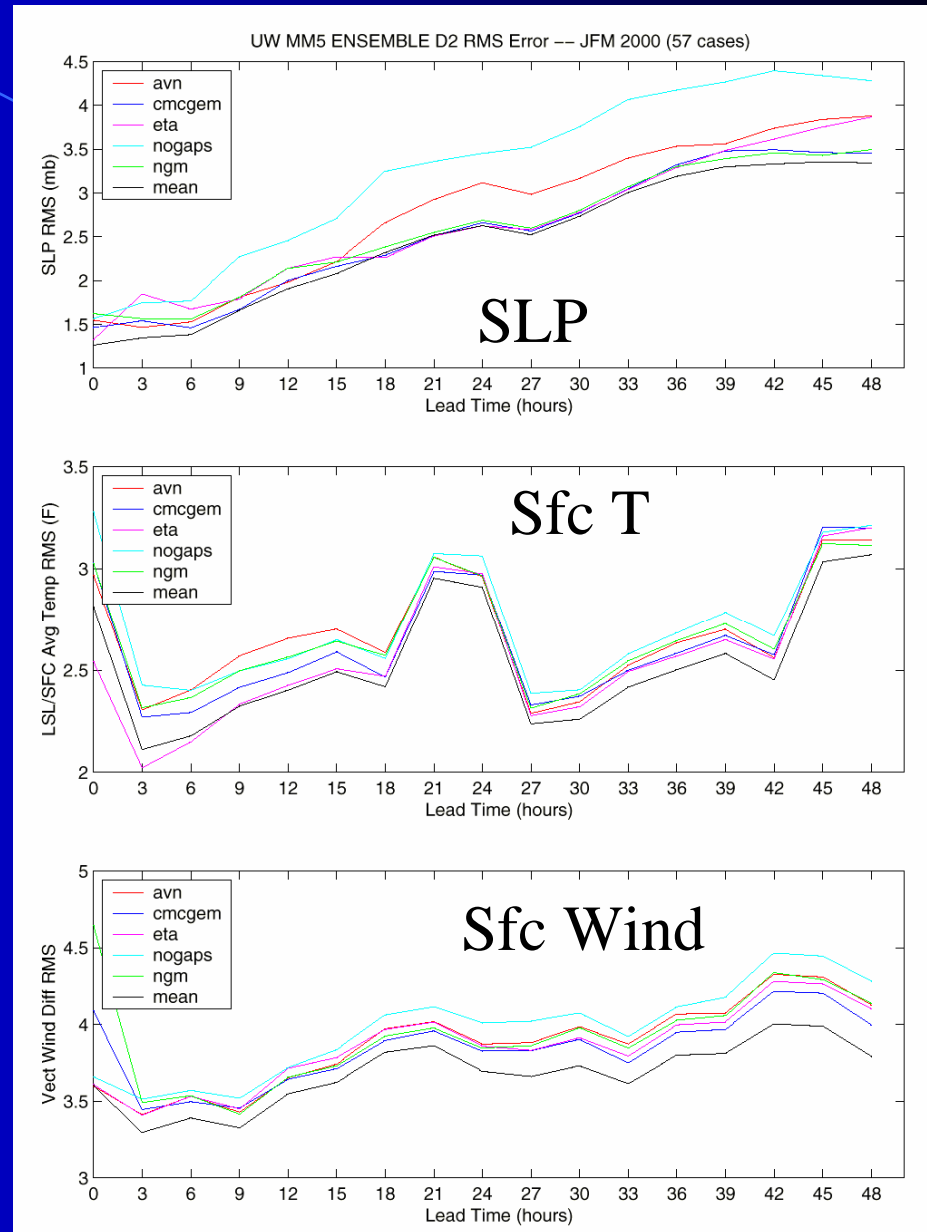 UW MM5 ENSEMBLE D2 RMS Error −− JFM 2000 (57 cases)
4.5
4
3.5
3
2.5
2
1.5
1
SLP RMS (mb)
avn
cmcgem
eta
nogaps
ngm
mean
SLP
0 3 6 9 12 15 18 21 24 27 30 33 36 39 42 45 48
Lead Time (hours)
3.5
3
2.5
2
LSL/SFC Avg Temp RMS (F)
avn
cmcgem
eta
nogaps
ngm
mean
Sfc T
0 3 6 9 12 15 18 21 24 27 30 33 36 39 42 45 48
Lead Time (hours)
5
4.5
4
3.5
3
Vect Wind Diff RMS
avn
cmcgem
eta
nogaps
ngm
mean
Sfc Wind
0 3 6 9 12 15 18 21 24 27 30 33 36 39 42 45 48
Lead Time (hours)